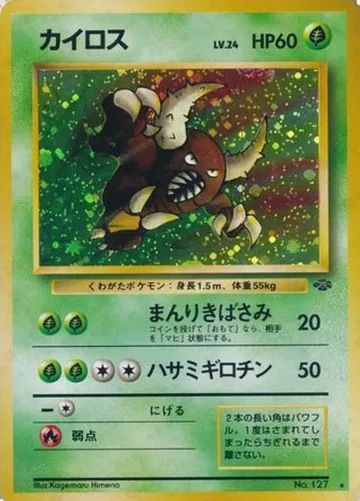 カイロス LV.24 HP60
くわがたポケモン:身長1.5m、体重55kg
まんりきばさみ 20
コインを投げて「おもて」なら、相手
を「マヒ」状態にする。
ハサミギロチン 50
ー にげる
弱点
2本の長い角はパワフ
ル。1度はさまれてし
まったらちぎれるまで
離さない。
Illus. Kagemaru Himeno No. 127 ★